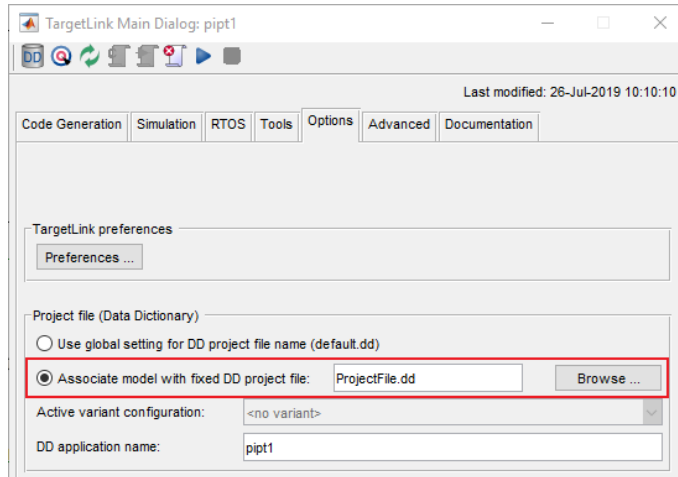 TargetLink Main Dialog: pipt1
DD
Last modified: 26-Jul-2019 10:10:10
Code Generation Simulation RTOS Tools Options Advanced Documentation
TargetLink preferences
Preferences ...
Project file (Data Dictionary)
Use global setting for DD project file name (default.dd)
Associate model with fixed DD project file: ProjectFile.dd Browse ...
Active variant configuration: <no variant>
DD application name: pipt1